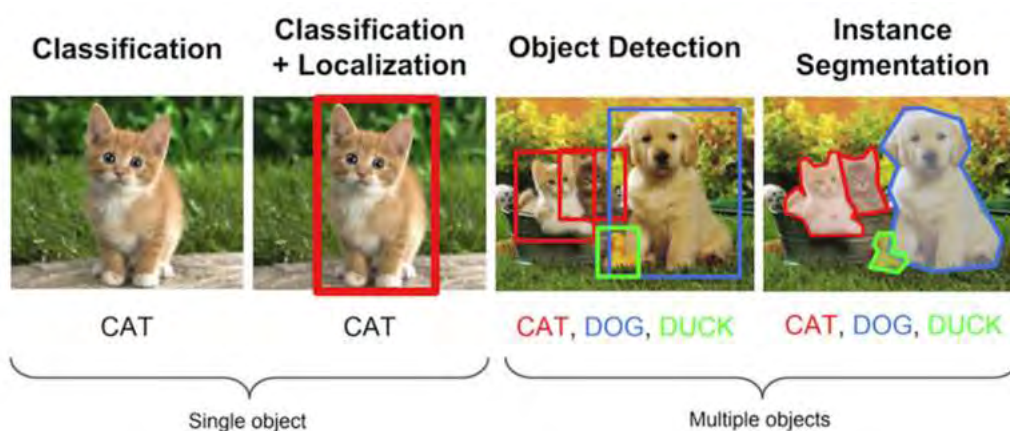 Classification
Classification
+ Localization
Object Detection
Instance
Segmentation
CAT
CAT
CAT, DOG, DUCK
CAT, DOG, DUCK
Single object
Multiple objects